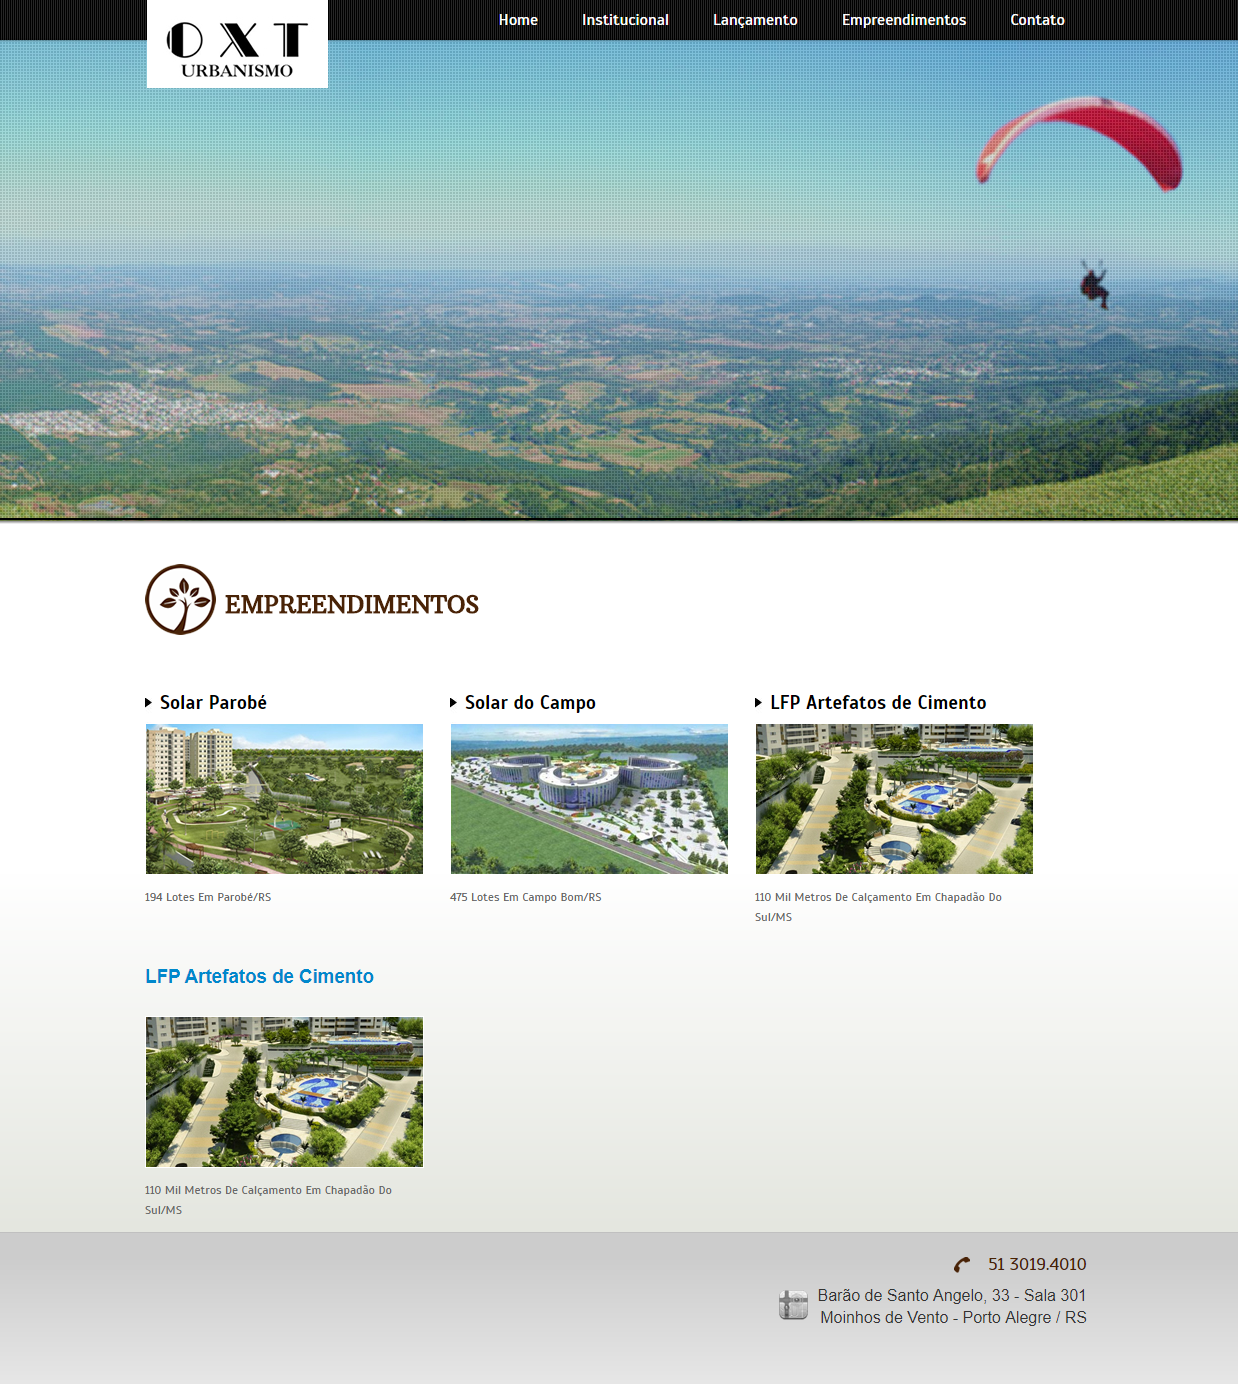 OXT
URBANISMO
Home Institucional Lançamento Empreendimentos Contato
EMPREENDIMENTOS
Solar Parobé
194 Lotes Em Parobé/RS
Solar do Campo
475 Lotes Em Campo Bom/RS
LFP Artefatos de Cimento
110 Mil Metros De Calçamento Em Chapadão Do
Sul/MS
LFP Artefatos de Cimento
110 Mil Metros De Calçamento Em Chapadão Do
Sul/MS
51 3019.4010
Barão de Santo Angelo, 33 - Sala 301
Moinhos de Vento - Porto Alegre / RS